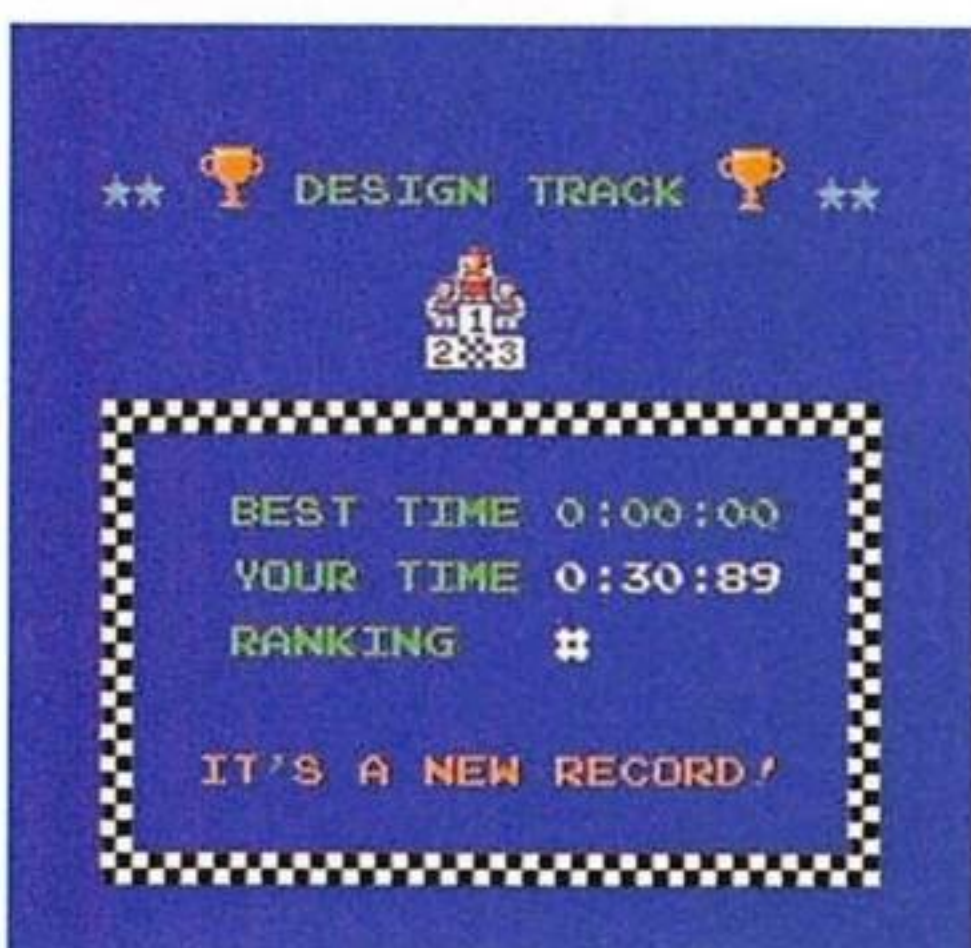 ★★ DESIGN TRACK ★★
1
2 3
BEST TIME 0:00:00
YOUR TIME 0:30:89
RANKING #
IT'S A NEW RECORD!